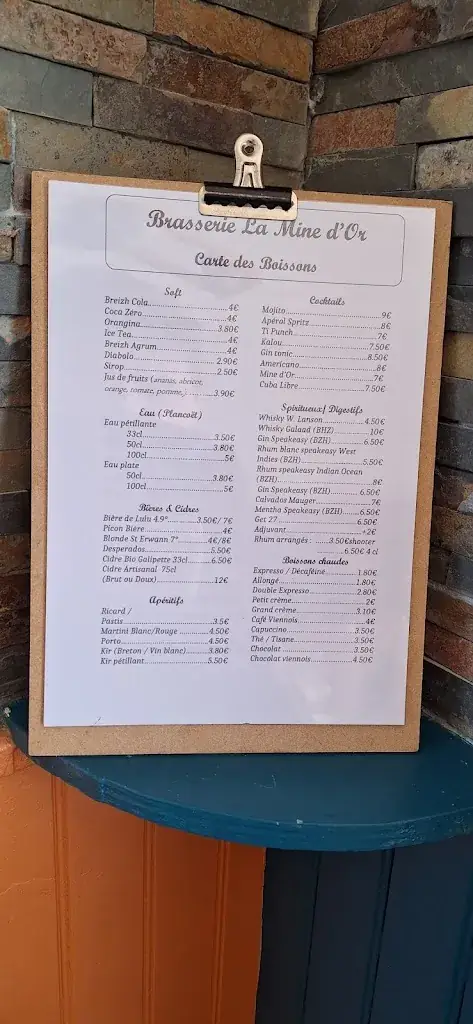 Brasserie La Mine d'Or
Carte des Boissons
Soft
Breizh Cola..................4€
Coca Zéro..................4€
Orangina..................3.80€
Ice Tea..................4€
Breizh Agrum..................4€
Diabolo..................2.90€
Sirop..................2.50€
Jus de fruits (ananas, abricot,
orange, tomate, pomme,)..........3.90€
Eau (Plancoët)
Eau pétillante
33cl..................3.50€
50cl..................3.80€
100cl..................5€
Eau plate
50cl..................3.80€
100cl..................5€
Bières & Cidres
Bière de Lulu 4.9°..........3.50€/ 7€
Picon Bière..................4€
Blonde St Erwann 7°..........4€/8€
Desperados..................5.50€
Cidre Bio Galipette 33cl..........6.50€
Cidre Artisanal 75cl
(Brut ou Doux)..................12€
Apéritifs
Ricard /
Pastis..................3.5€
Martini Blanc/Rouge ..........4.50€
Porto..................4.50€
Kir (Breton / Vin blanc)..........3.80€
Kir pétillant..................5.50€
Cocktails
Mojito..................9€
Apérol Spritz..................8€
Ti Punch..................7€
Kalou..................7.50€
Gin tonic..................8.50€
Americano..................8€
Mine d'Or..................7€
Cuba Libre..................7.50€
Spiritueux/ Digestifs
Whisky W. Lanson..........4.50€
Whisky Galaad (BHZ)..........10€
Gin Speakeasy (BZH)..........6.50€
Rhum blanc speakeasy West
Indies (BZH)..................5.50€
Rhum speakeasy Indian Ocean
(BZH)..................8€
Gin Speakeasy (BZH)..........6.50€
Calvados Mauger..................7€
Mentha Speakeasy (BZH)..........6.50€
Get 27..................6.50€
Adjuvant..................+2€
Rhum arrangés : ..........3.50€shooter
..........6.50€ 4 cl
Boissons chaudes
Expresso / Décaféine..........1.80€
Allongé..................1.80€
Double Expresso..................2.80€
Petit crème..................2€
Grand crème..................3.10€
Café Viennois..................4€
Capuccino..................3.50€
Thé / Tisane..................3.50€
Chocolat..................3.50€
Chocolat viennois..................4.50€